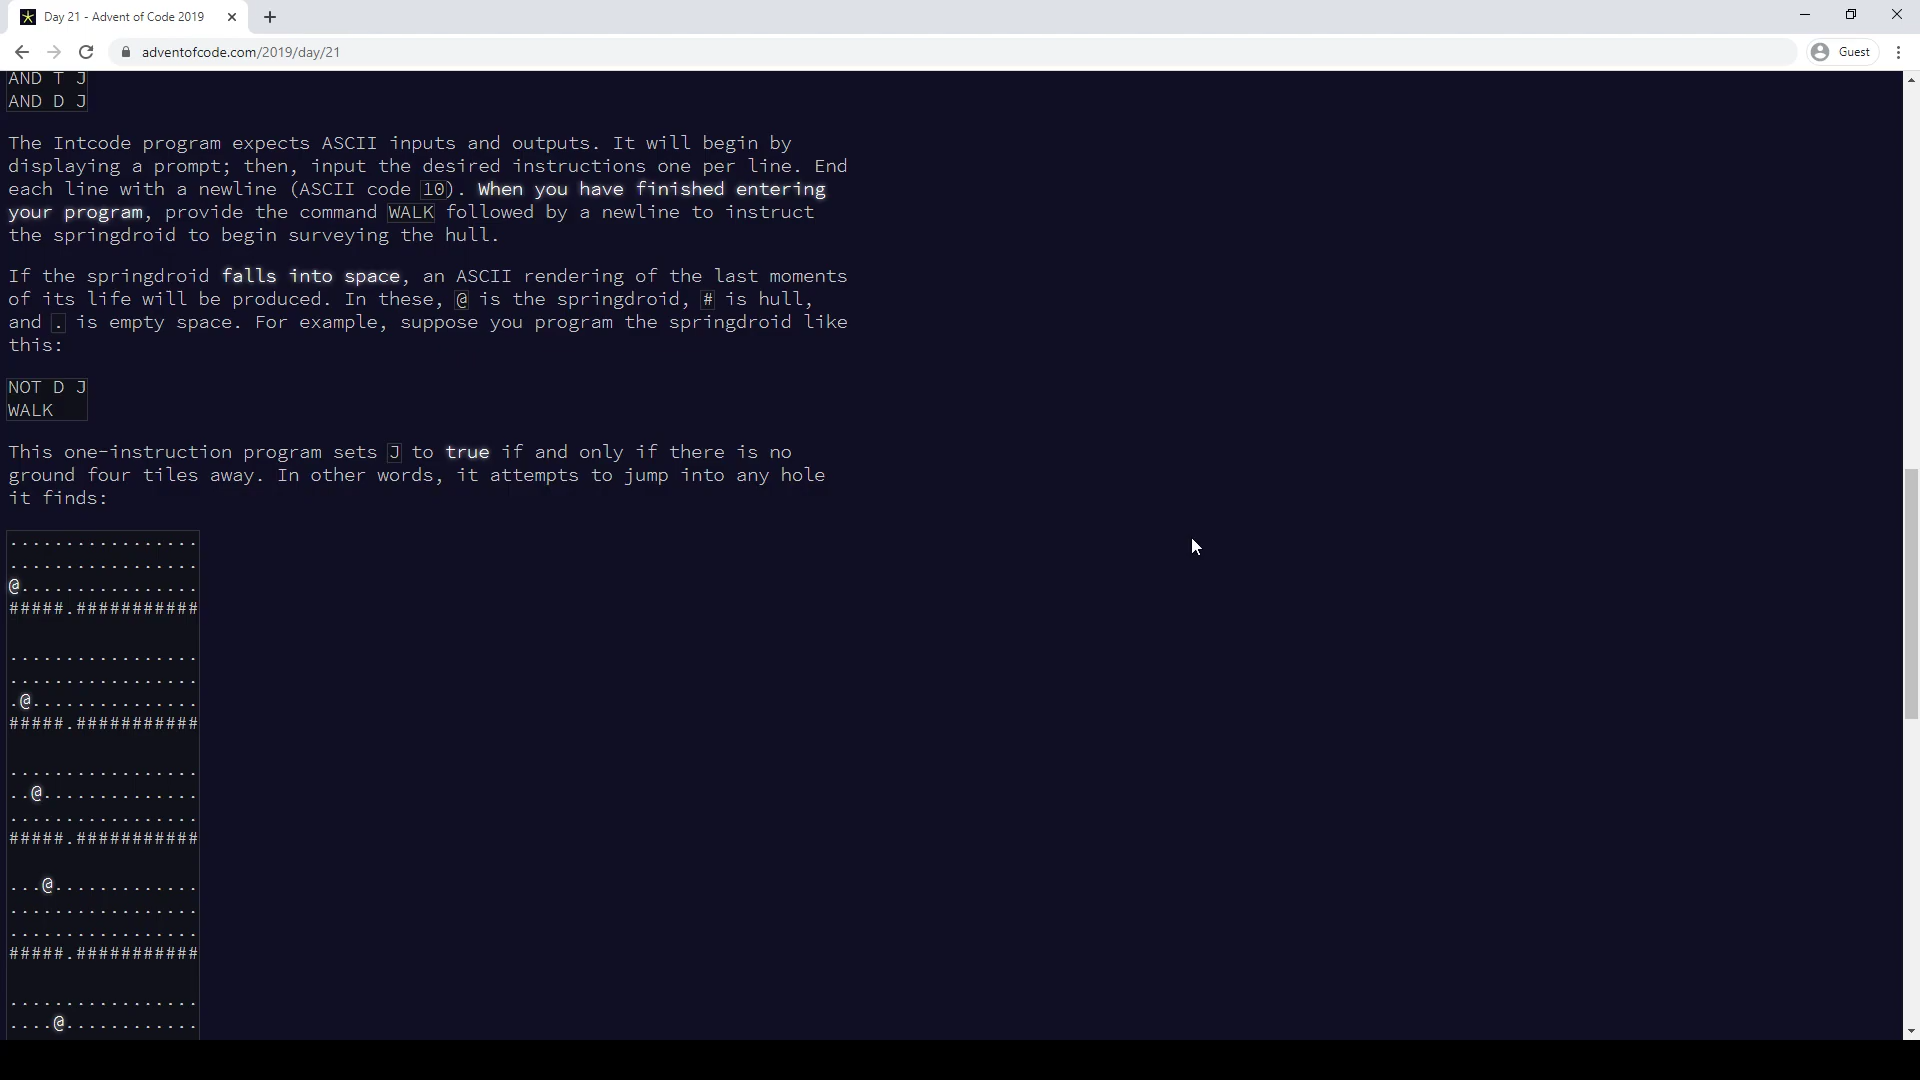 Day 21 - Advent of Code 2019
adventofcode.com/2019/day/21
Guest
AND T J
AND D J
The Intcode program expects ASCII inputs and outputs. It will begin by
displaying a prompt; then, input the desired instructions one per line. End
each line with a newline (ASCII code 10). When you have finished entering
your program, provide the command WALK followed by a newline to instruct
the springdroid to begin surveying the hull.
If the springdroid falls into space, an ASCII rendering of the last moments
of its life will be produced. In these, @ is the springdroid, # is hull,
and . is empty space. For example, suppose you program the springdroid like
this:
NOT D J
WALK
This one-instruction program sets J to true if and only if there is no
ground four tiles away. In other words, it attempts to jump into any hole
it finds:
.................
.................
@................
#####.###########
.................
.................
.@...............
#####.###########
.................
..@..............
.................
#####.###########
...@.............
.................
.................
#####.###########
.................
....@............